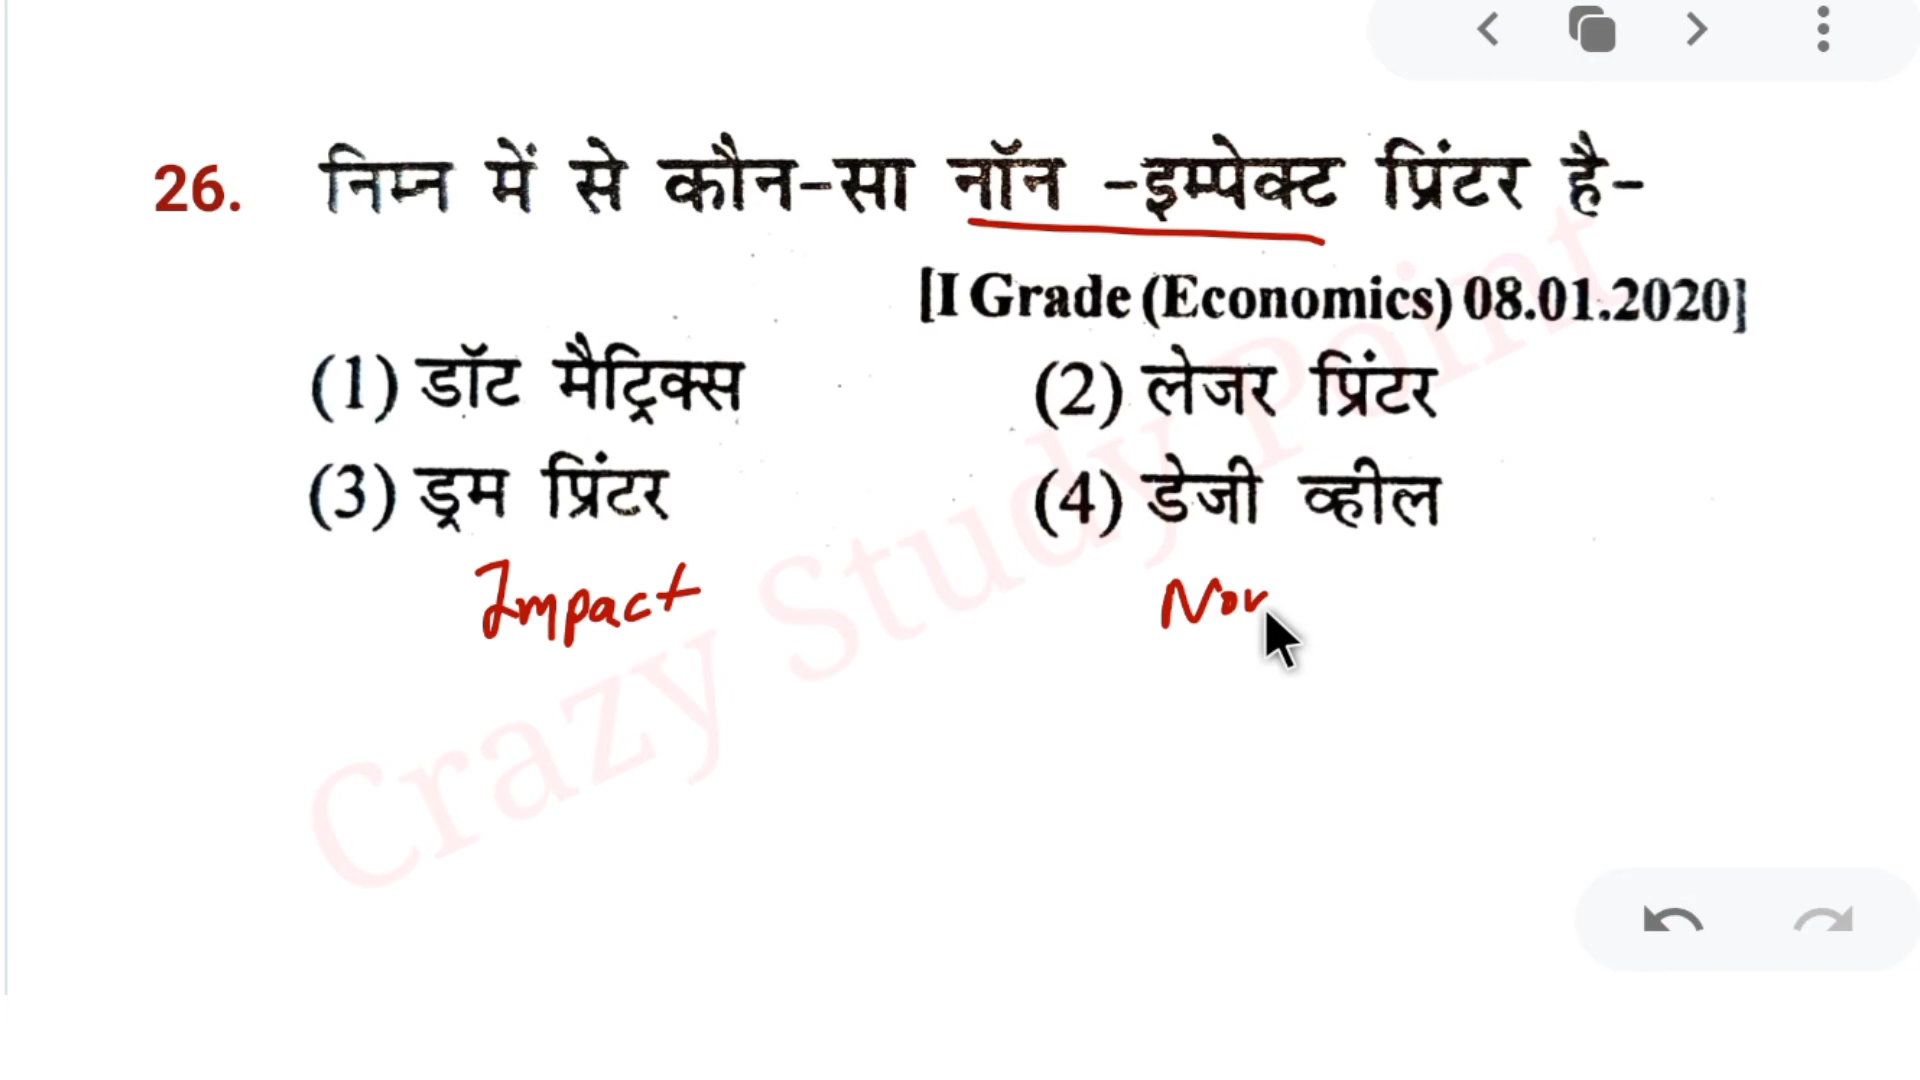 26. निम्न में से कौन-सा नॉन -इम्पेक्ट प्रिंटर है-
[I Grade (Economics) 08.01.2020]
(1) डॉट मैट्रिक्स (2) लेजर प्रिंटर
(3) ड्रम प्रिंटर (4) डेजी व्हील
Impact Non
Crazy Study Point